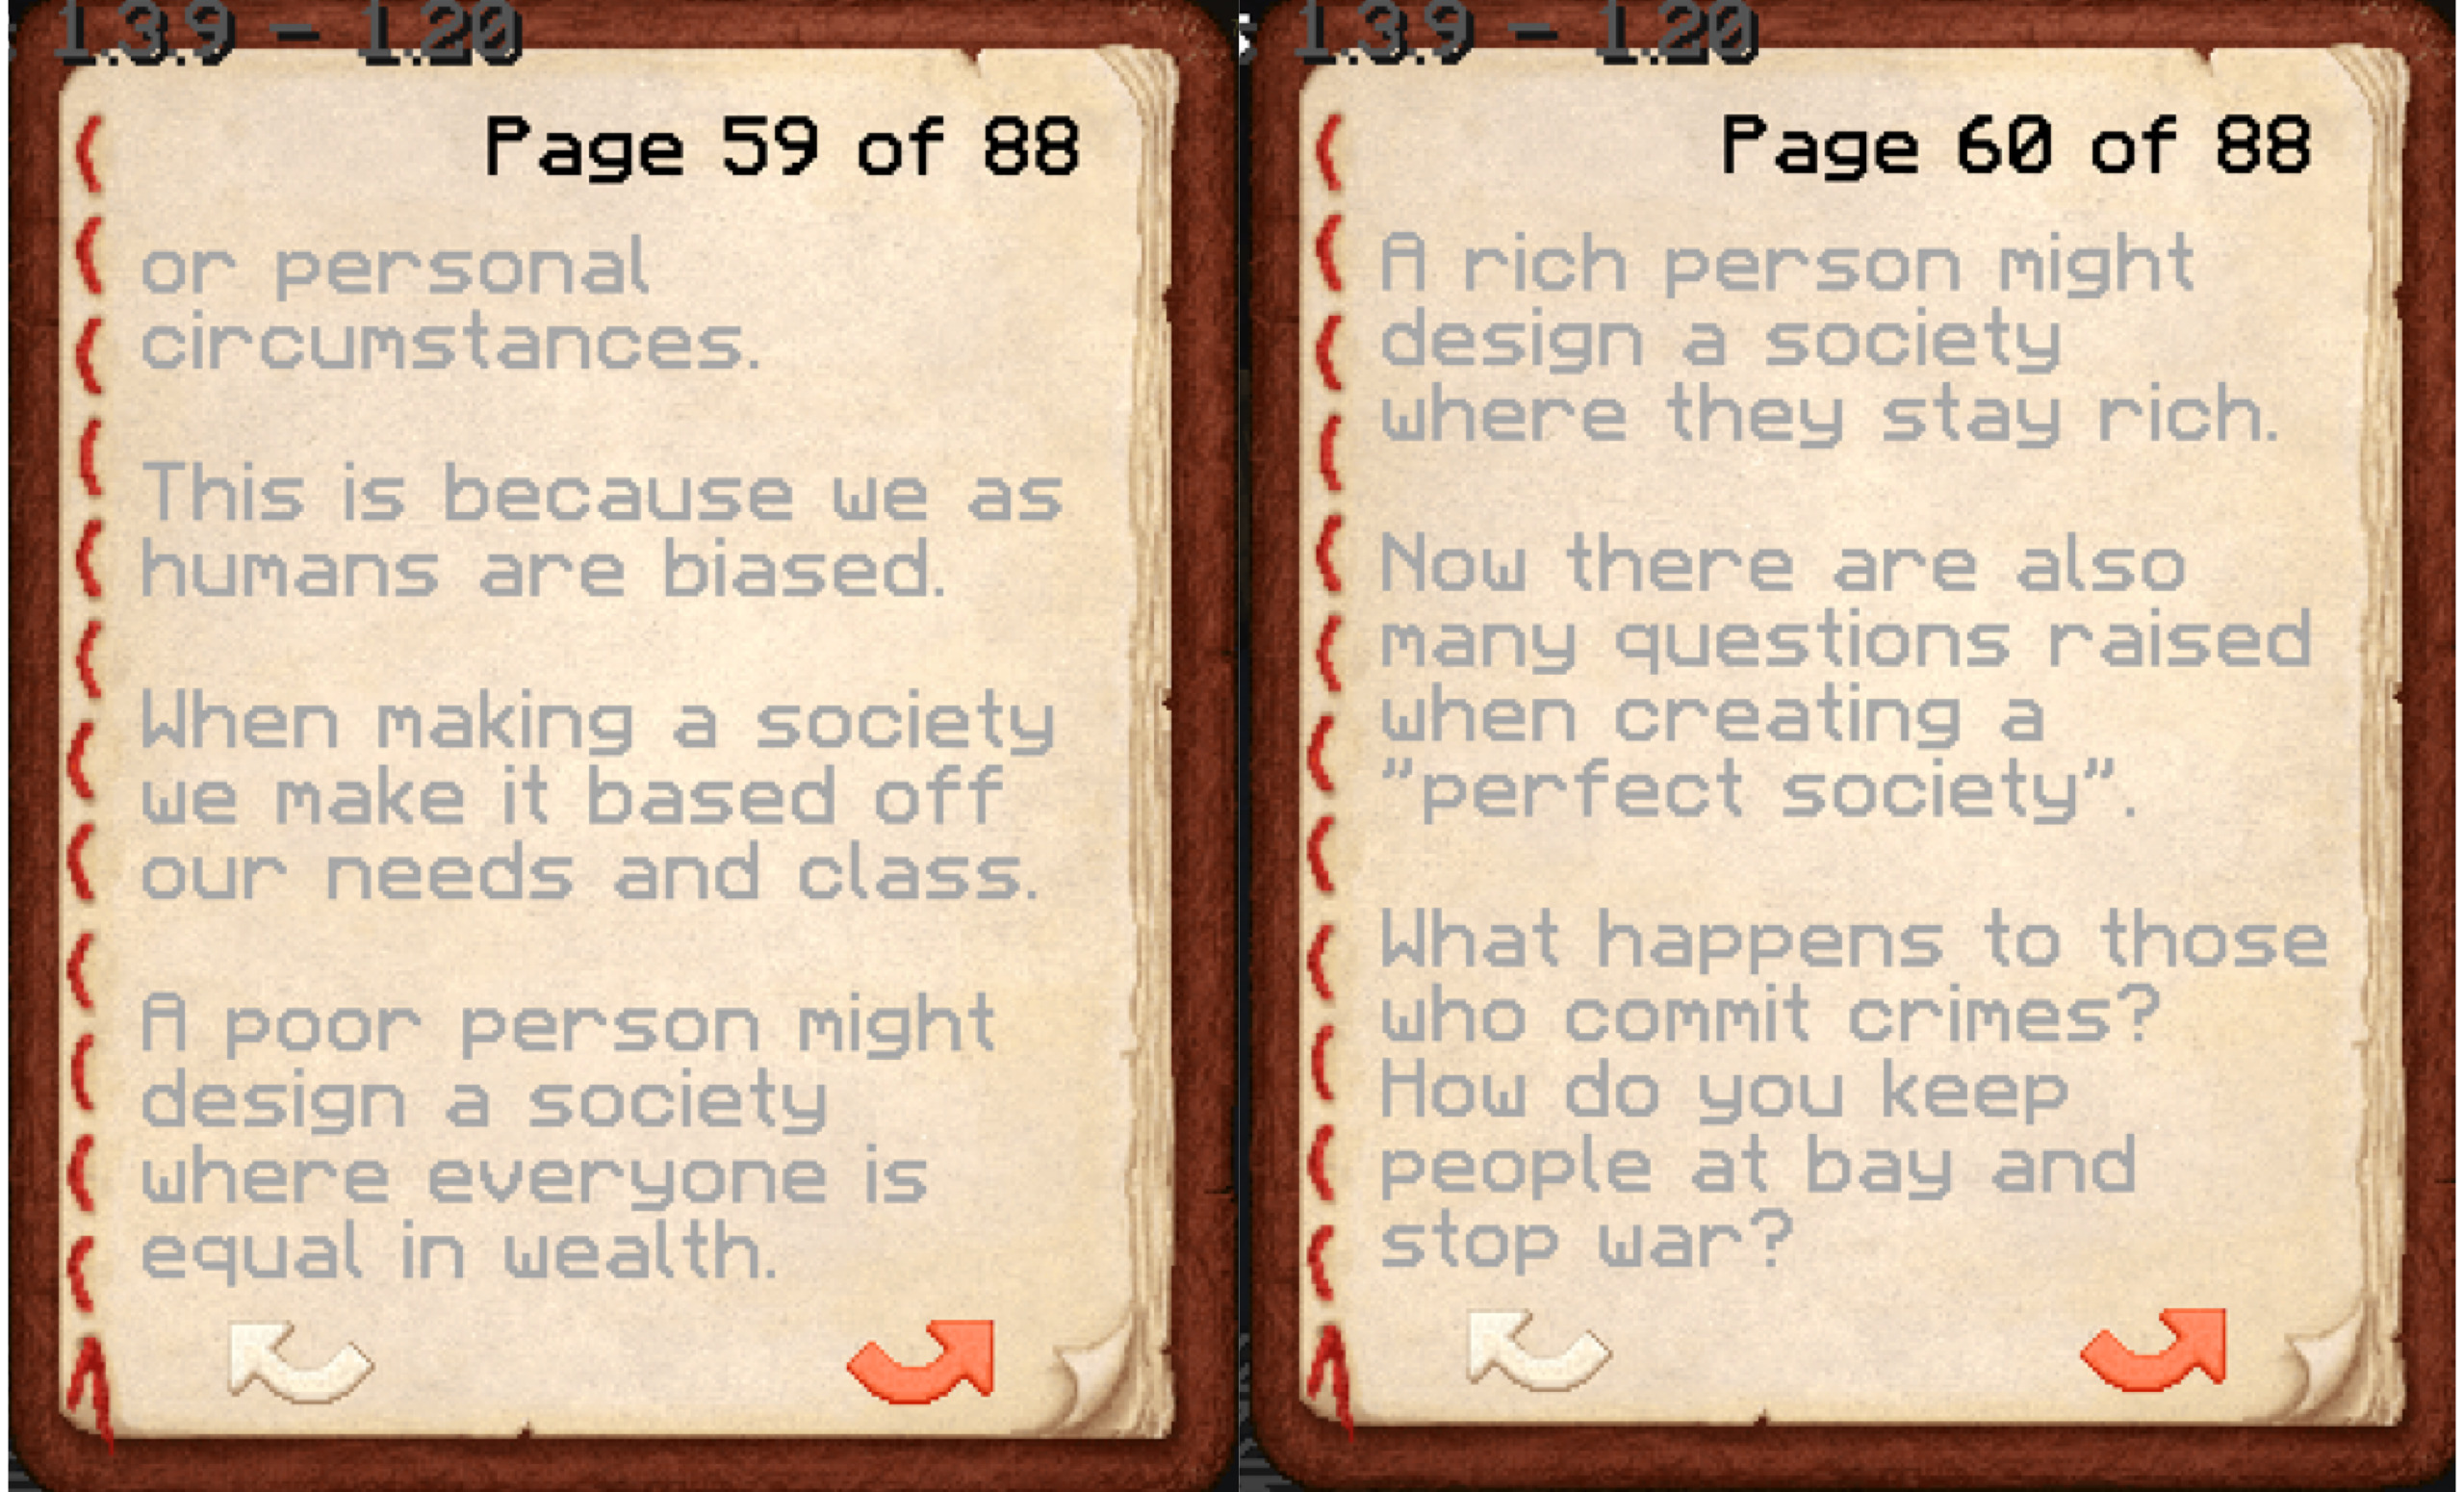 1.3.9 - 1.20
Page 59 of 88
or personal
circumstances.
This is because we as
humans are biased.
When making a society
we make it based off
our needs and class.
A poor person might
design a society
where everyone is
equal in wealth.
1.3.9 - 1.20
Page 60 of 88
A rich person might
design a society
where they stay rich.
Now there are also
many questions raised
when creating a
"perfect society".
What happens to those
who commit crimes?
How do you keep
people at bay and
stop war?